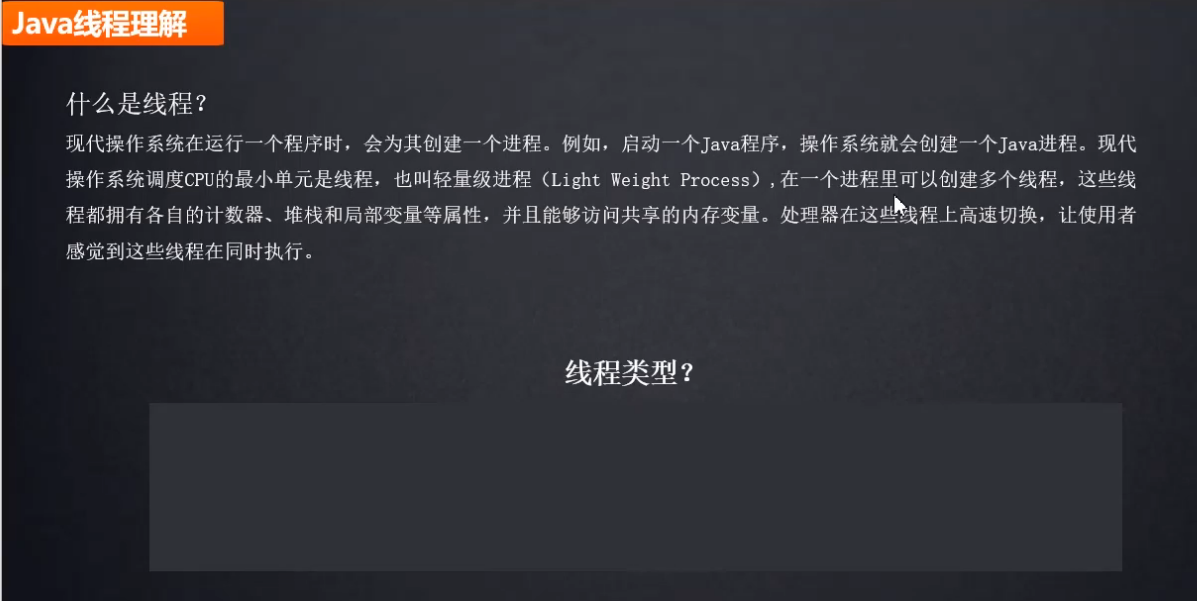 Java线程理解
什么是线程？
现代操作系统在运行一个程序时，会为其创建一个进程。例如，启动一个Java程序，操作系统就会创建一个Java进程。现代
操作系统调度CPU的最小单元是线程，也叫轻量级进程（Light Weight Process）,在一个进程里可以创建多个线程，这些线
程都拥有各自的计数器、堆栈和局部变量等属性，并且能够访问共享的内存变量。处理器在这些线程上高速切换，让使用者
感觉到这些线程在同时执行。
线程类型？